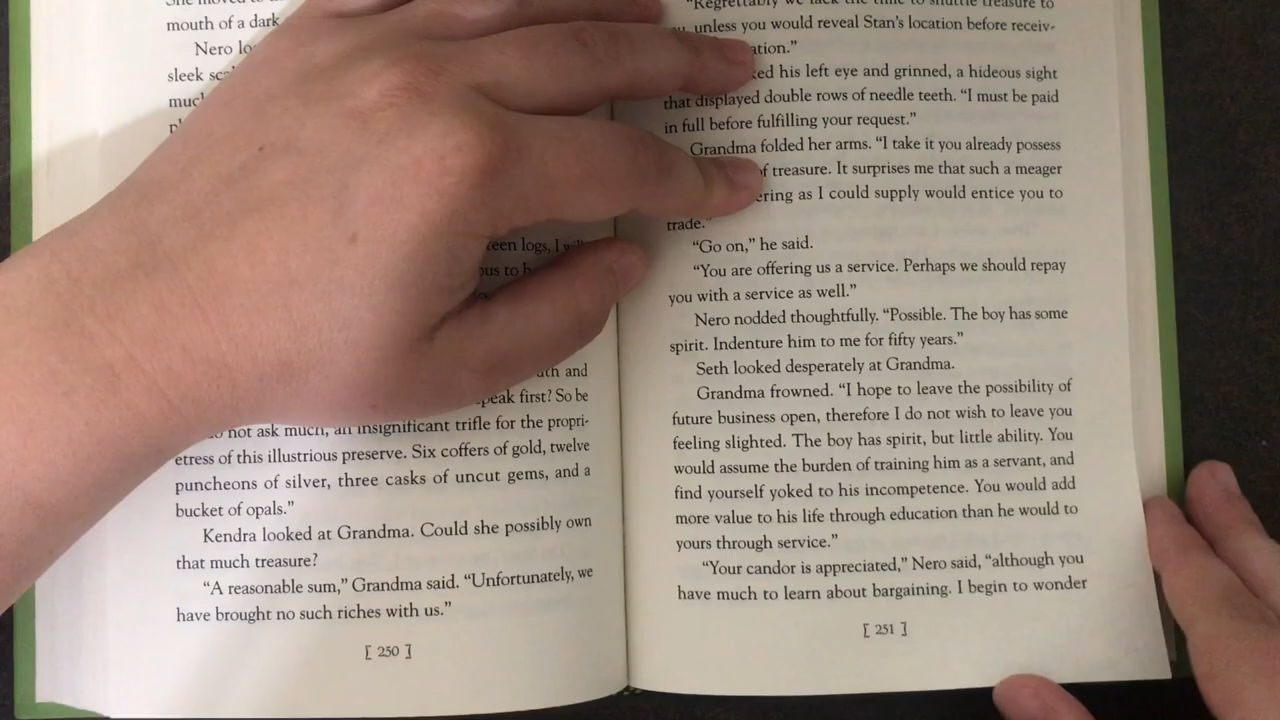 mouth of a dark
Nero
sleek
een logs, I
ous to
and
speak first? So be
not ask much, an insignificant trifle for the propri-
etress of this illustrious preserve. Six coffers of gold, twelve
puncheons of silver, three casks of uncut gems, and a
bucket of opals.”
Kendra looked at Grandma. Could she possibly own
that much treasure?
“A reasonable sum,” Grandma said. “Unfortunately, we
have brought no such riches with us.”
[ 250 ]
“Regrettably we lack the time to shuttle treasure to
unless you would reveal Stan’s location before receiv-
ation.”
ked his left eye and grinned, a hideous sight
that displayed double rows of needle teeth. “I must be paid
in full before fulfilling your request.”
Grandma folded her arms. “I take it you already possess
of treasure. It surprises me that such a meager
ering as I could supply would entice you to
trade.”
“Go on,” he said.
“You are offering us a service. Perhaps we should repay
you with a service as well.”
Nero nodded thoughtfully. “Possible. The boy has some
spirit. Indenture him to me for fifty years.”
Seth looked desperately at Grandma.
Grandma frowned. “I hope to leave the possibility of
future business open, therefore I do not wish to leave you
feeling slighted. The boy has spirit, but little ability. You
would assume the burden of training him as a servant, and
find yourself yoked to his incompetence. You would add
more value to his life through education than he would to
yours through service.”
“Your candor is appreciated,” Nero said, “although you
have much to learn about bargaining. I begin to wonder
[ 251 ]